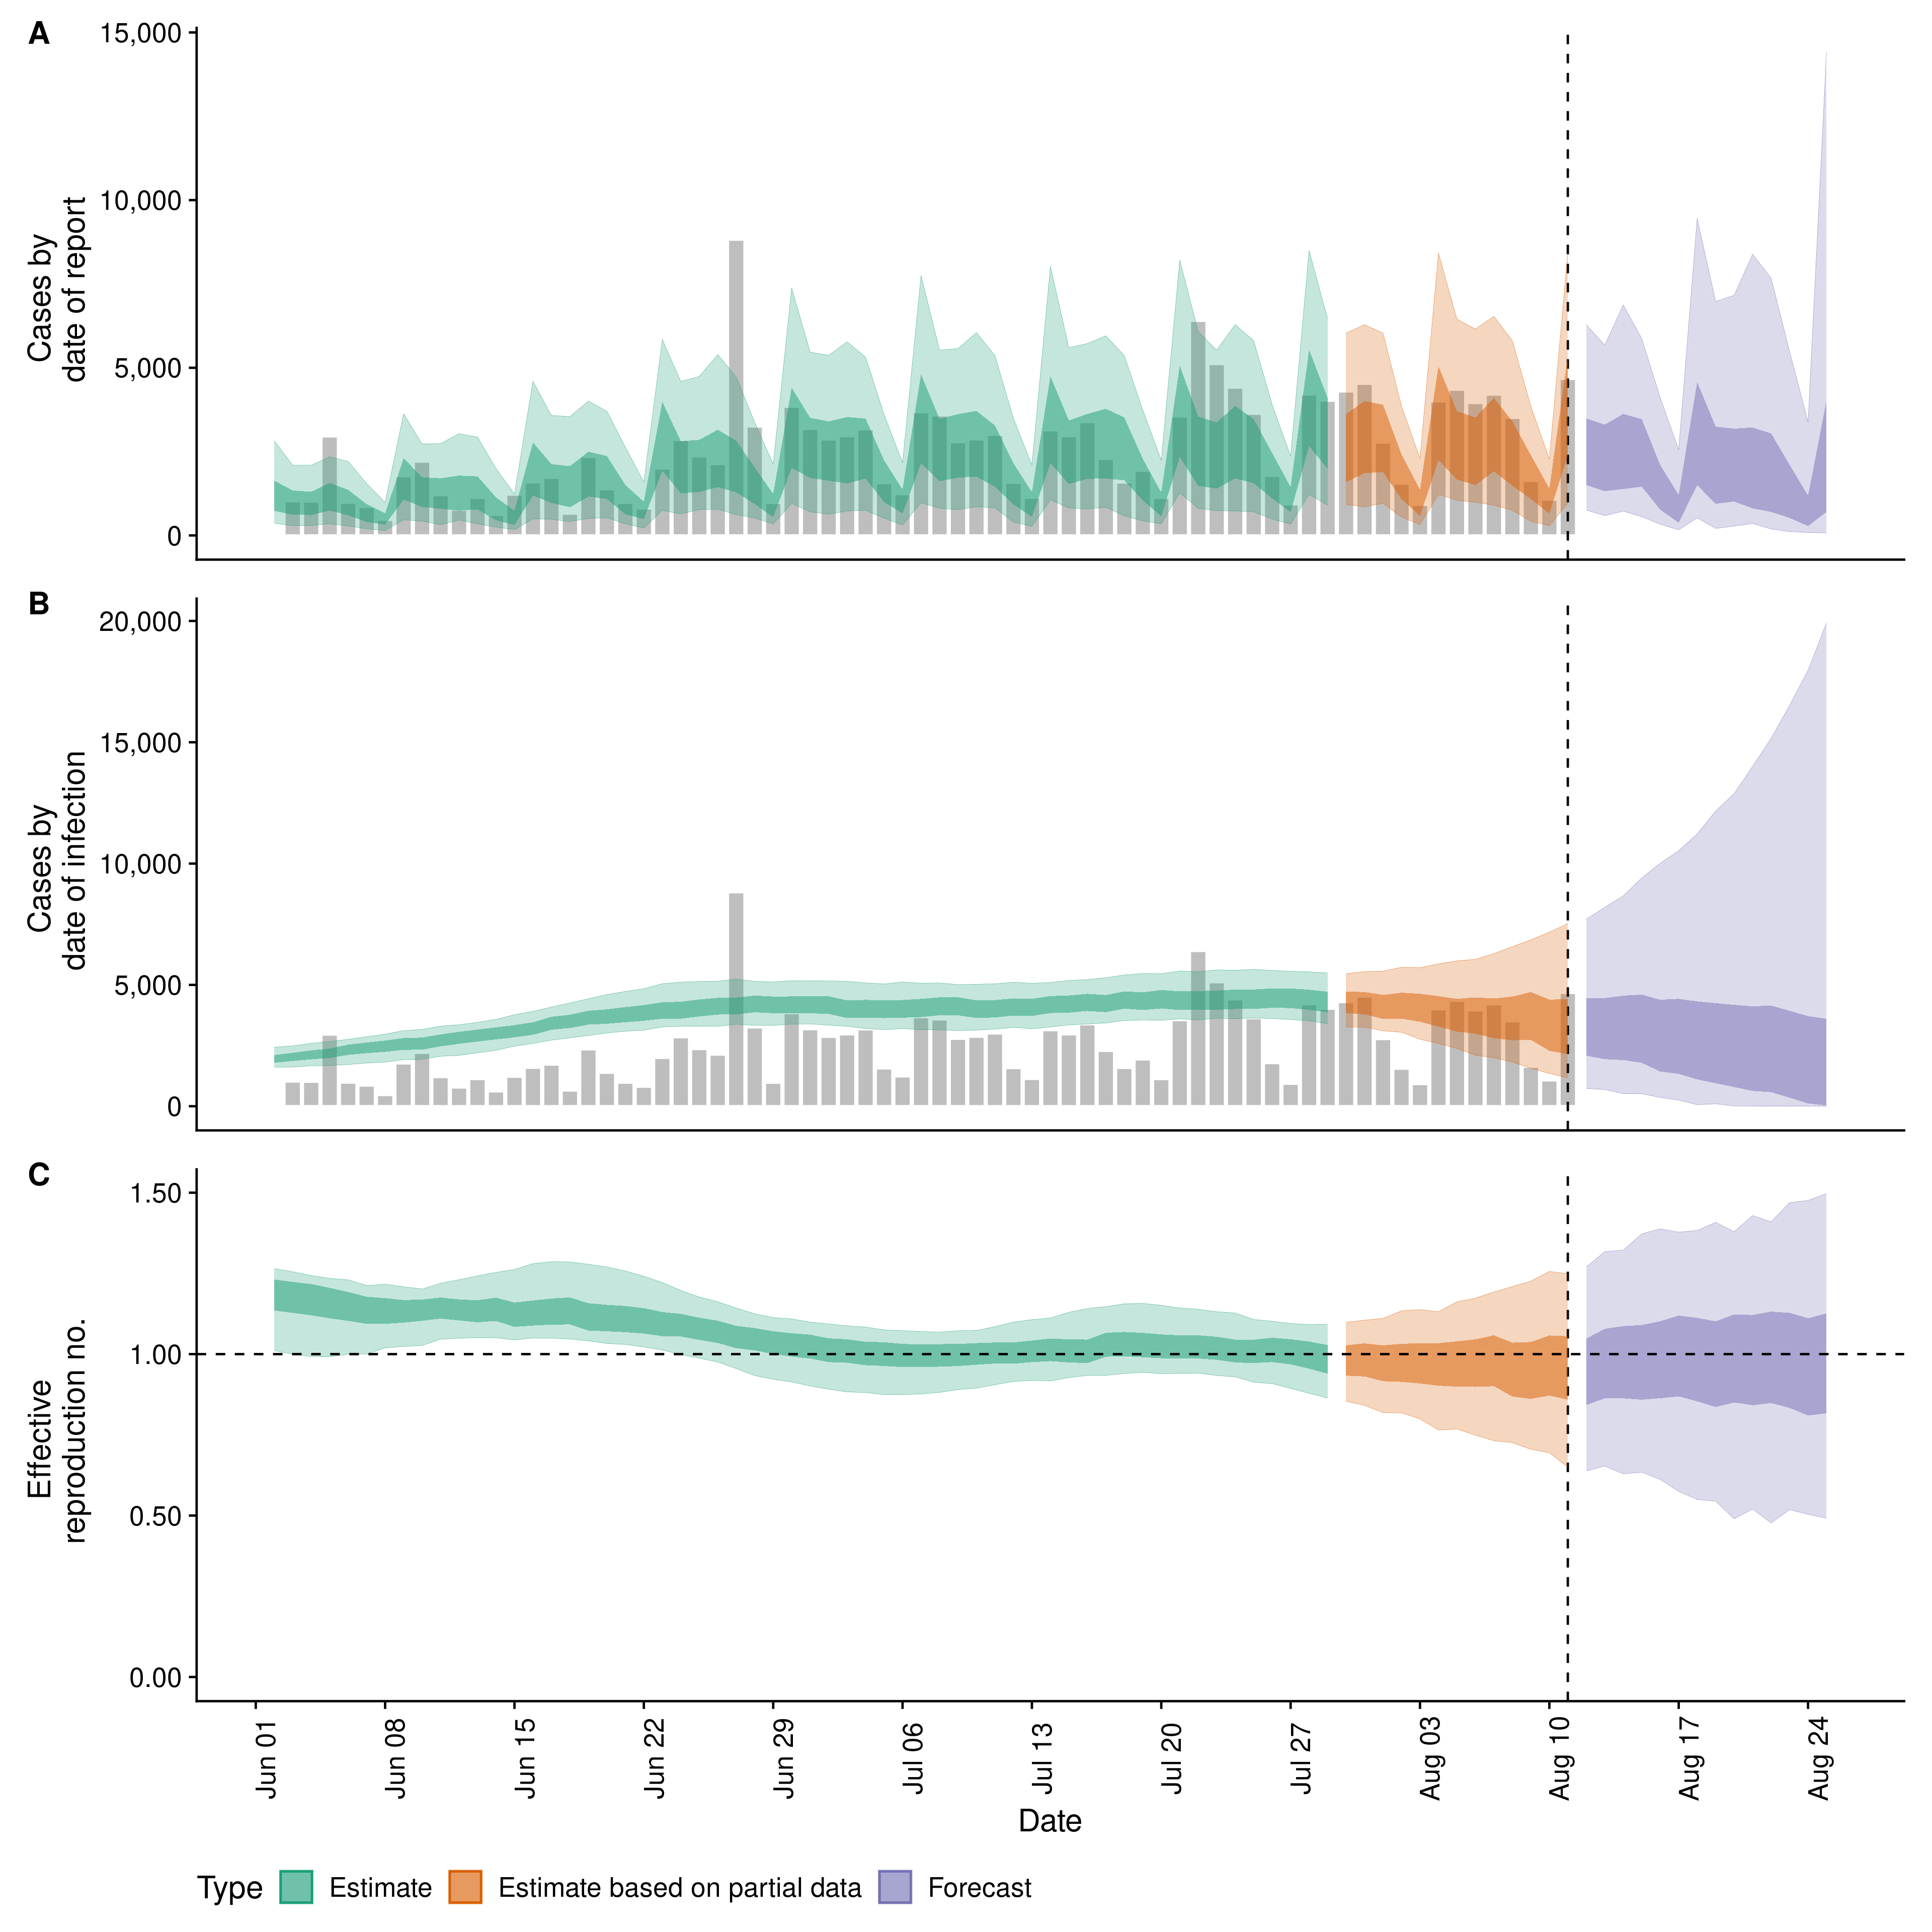 A
15,000
10,000
5,000
0
Cases by
date of report
B
20,000
15,000
10,000
5,000
0
Cases by
date of infection
C
1.50
1.00
0.50
0.00
Effective
reproduction no.
Jun 01
Jun 08
Jun 15
Jun 22
Jun 29
Jul 06
Jul 13
Jul 20
Jul 27
Aug 03
Aug 10
Aug 17
Aug 24
Date
Type Estimate Estimate based on partial data Forecast